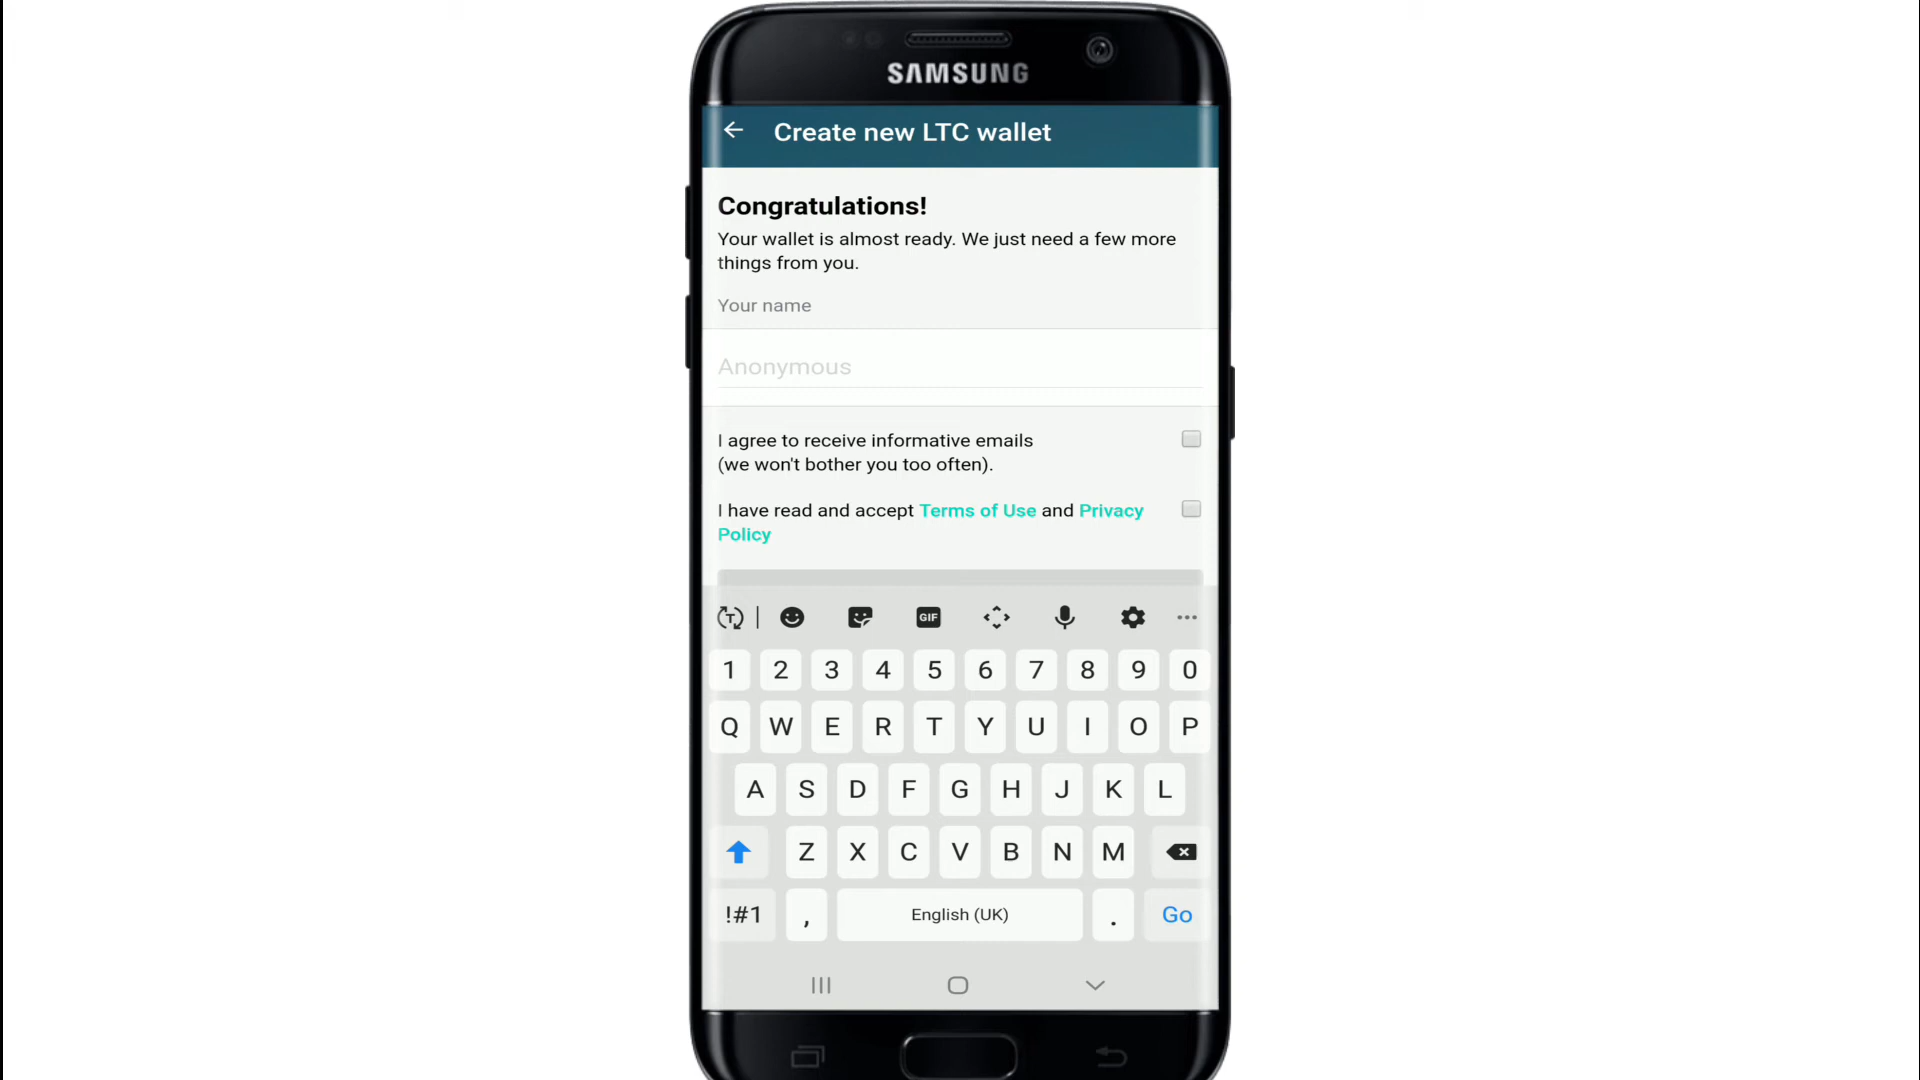 SAMSUNG
Create new LTC wallet
Congratulations!
Your wallet is almost ready. We just need a few more
things from you.
Your name
Anonymous
I agree to receive informative emails
(we won't bother you too often).
I have read and accept Terms of Use and Privacy
Policy
T GIF
1 2 3 4 5 6 7 8 9 0
Q W E R T Y U I O P
A S D F G H J K L
Z X C V B N M
!#1 , English (UK) . Go